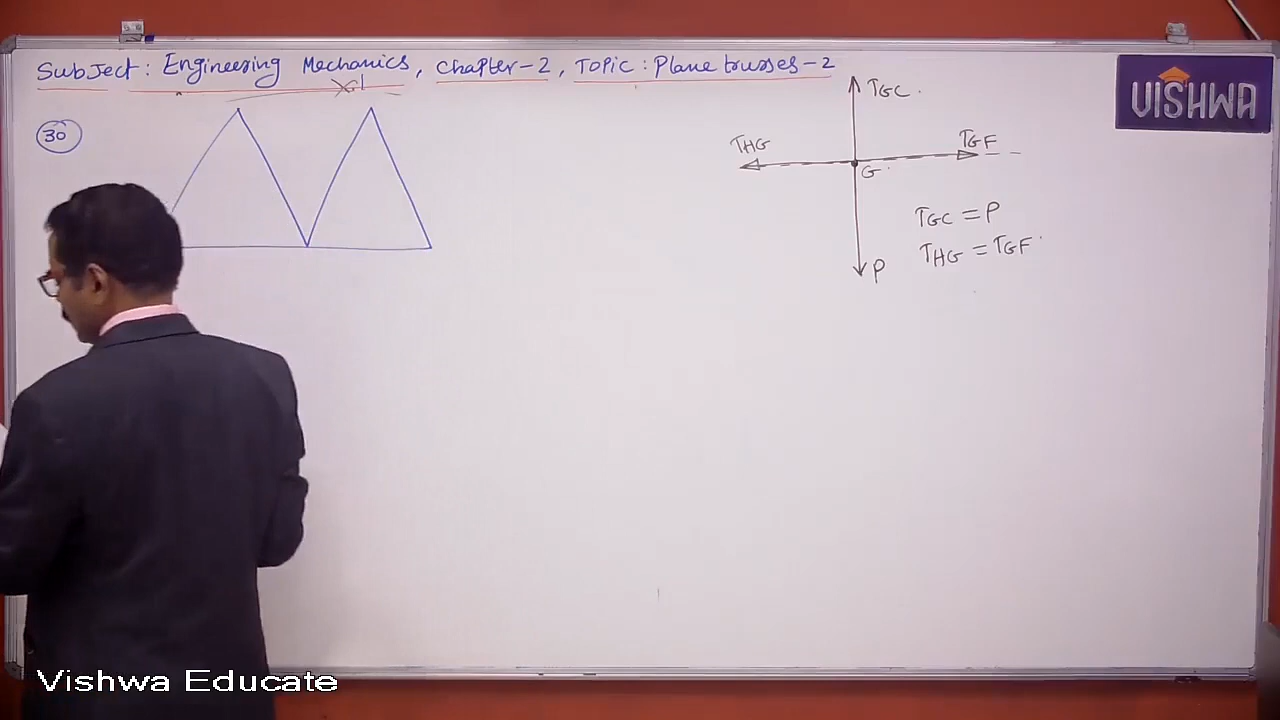 Subject: Engineering Mechanics, Chapter-2, Topic: Plane trusses-2
VISHWA
30
TGC
THG
TGF
G
TGC = P
THG = TGF
P
Vishwa Educate